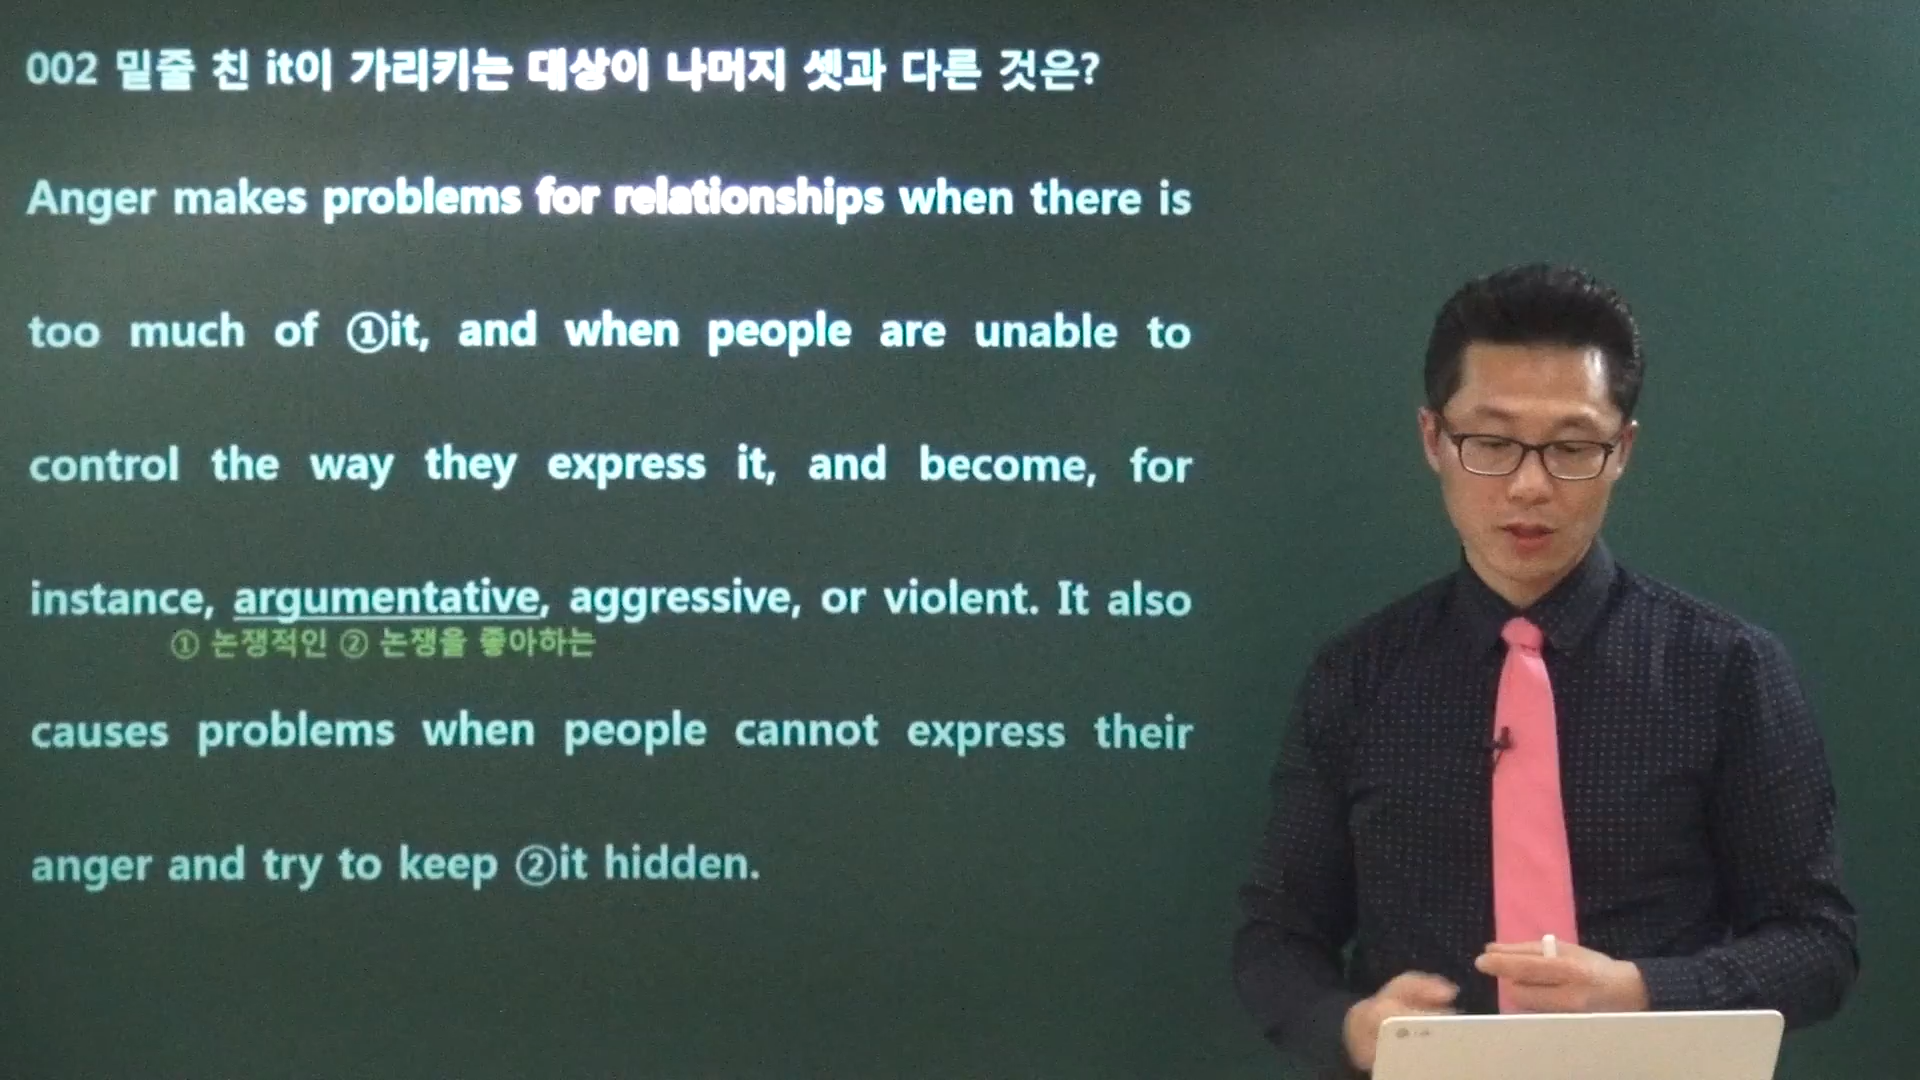 002 밑줄 친 it이 가리키는 대상이 나머지 셋과 다른 것은?
Anger makes problems for relationships when there is
too much of ①it, and when people are unable to
control the way they express it, and become, for
instance, argumentative, aggressive, or violent. It also
① 논쟁적인 ② 논쟁을 좋아하는
causes problems when people cannot express their
anger and try to keep ②it hidden.